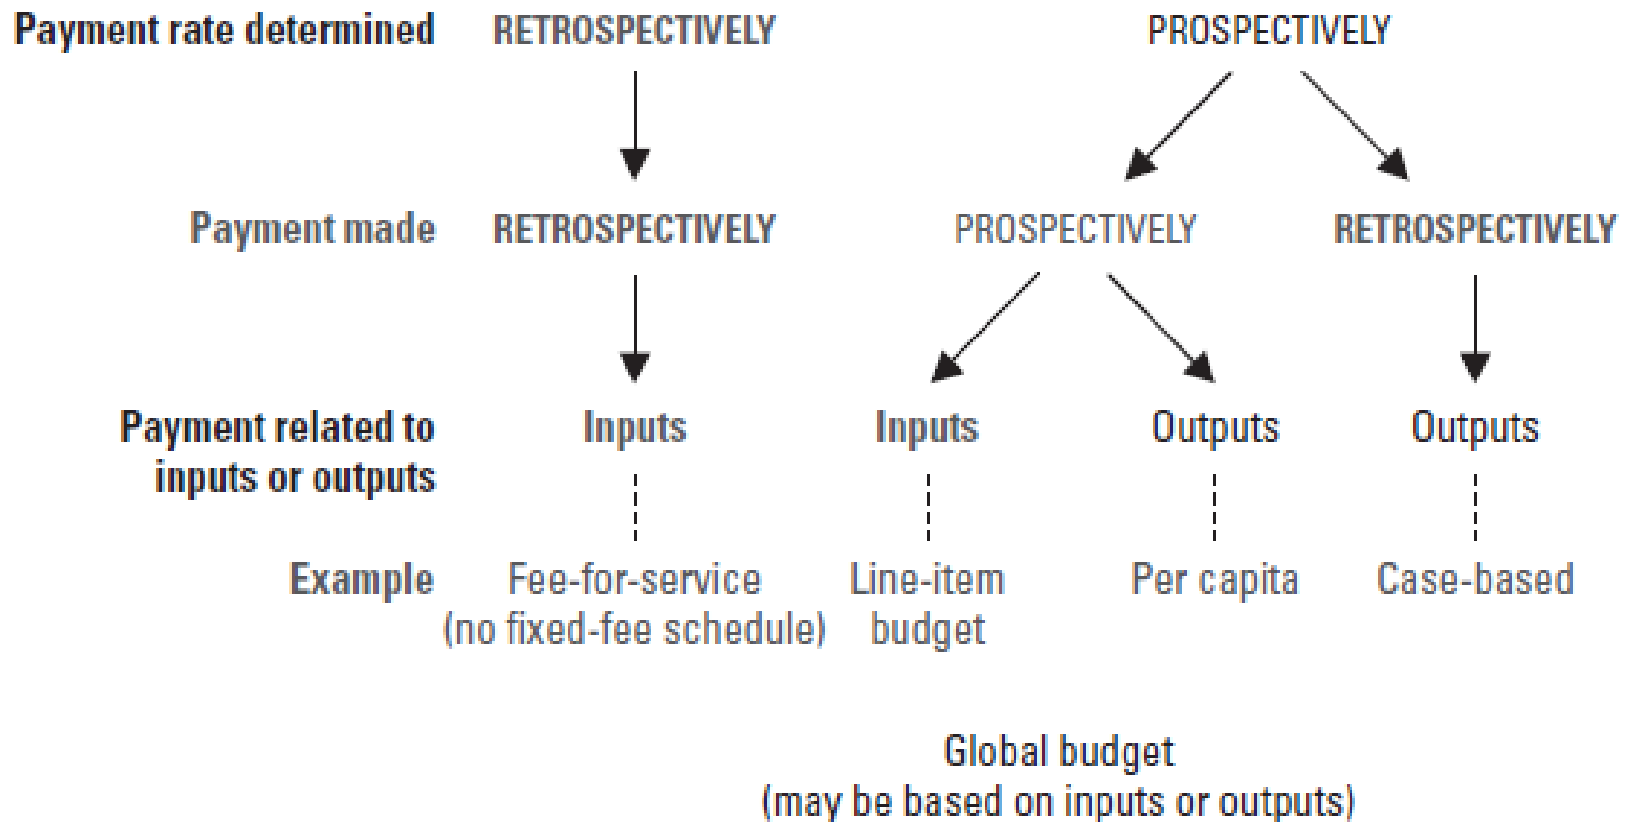 Payment rate determined RETROSPECTIVELY PROSPECTIVELY
Payment made RETROSPECTIVELY PROSPECTIVELY RETROSPECTIVELY
Payment related to Inputs Inputs Outputs Outputs
inputs or outputs
Example Fee-for-service Line-item Per capita Case-based
(no fixed-fee schedule) budget
Global budget
(may be based on inputs or outputs)